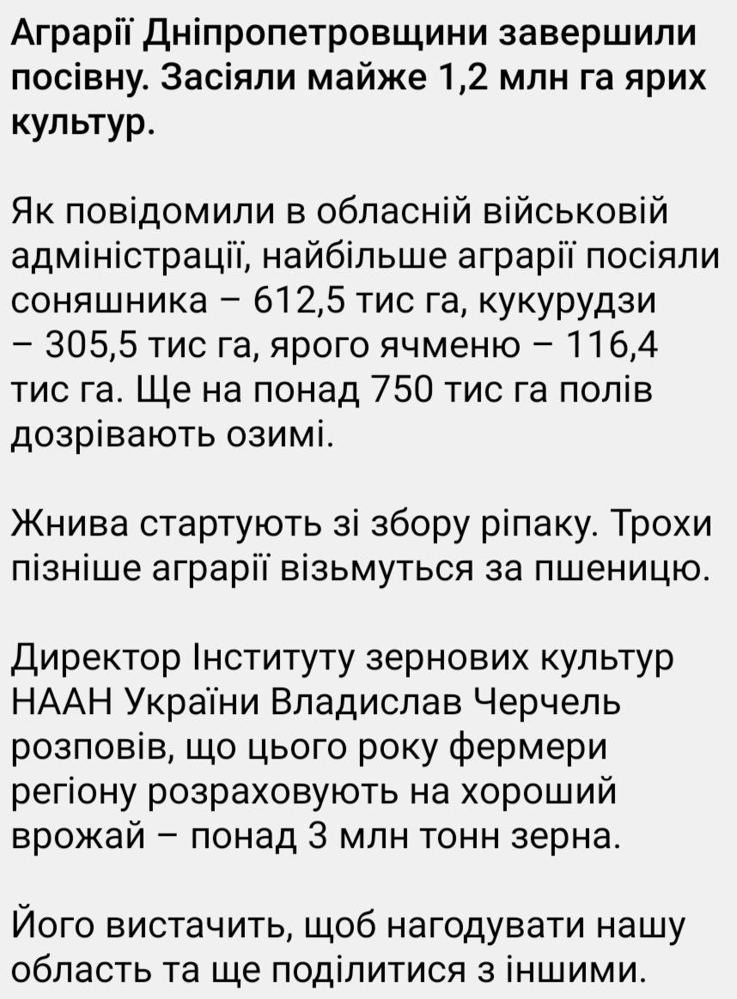 Аграрії Дніпропетровщини завершили
посівну. Засіяли майже 1,2 млн га ярих
культур.
Як повідомили в обласній військовій
адміністрації, найбільше аграрії посіяли
соняшника – 612,5 тис га, кукурудзи
– 305,5 тис га, ярого ячменю – 116,4
тис га. Ще на понад 750 тис га полів
дозрівають озимі.
Жнива стартують зі збору ріпаку. Трохи
пізніше аграрії візьмуться за пшеницю.
Директор Інституту зернових культур
НААН України Владислав Черчель
розповів, що цього року фермери
регіону розраховують на хороший
врожай – понад 3 млн тонн зерна.
Його вистачить, щоб нагодувати нашу
область та ще поділитися з іншими.